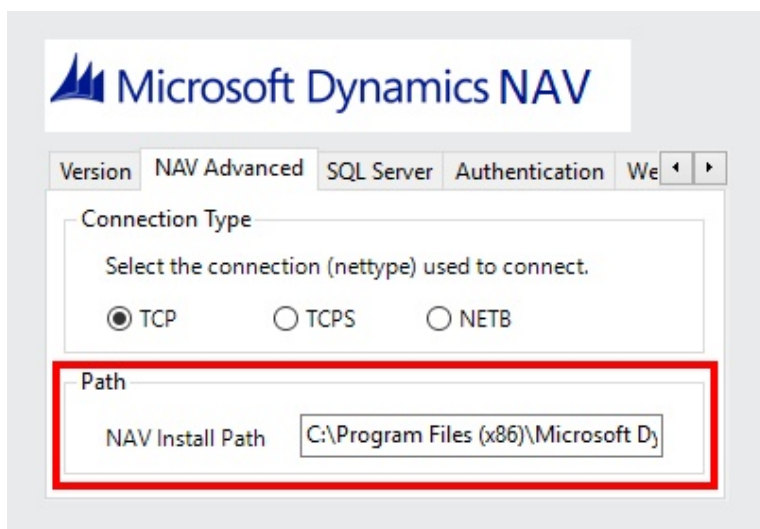 Microsoft Dynamics NAV
Version NAV Advanced SQL Server Authentication We
Connection Type
Select the connection (nettype) used to connect.
TCP TCPS NETB
Path
NAV Install Path C:\Program Files (x86)\Microsoft Dy